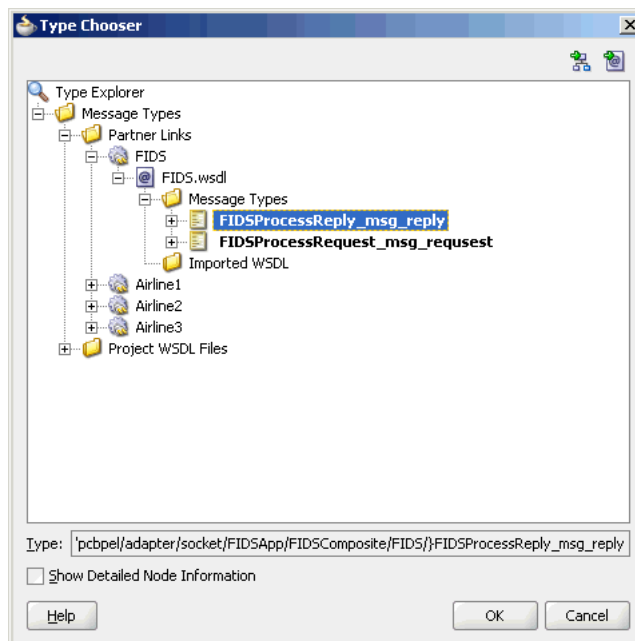 Type Chooser
Type Explorer
Message Types
Partner Links
FIDS
FIDS.wsdl
Message Types
FIDSProcessReply_msg_reply
FIDSProcessRequest_msg_requsest
Imported WSDL
Airline1
Airline2
Airline3
Project WSDL Files
Type: 'pcbpel/adapter/socket/FIDSApp/FIDSComposite/FIDS/}FIDSProcessReply_msg_reply
Show Detailed Node Information
Help OK Cancel